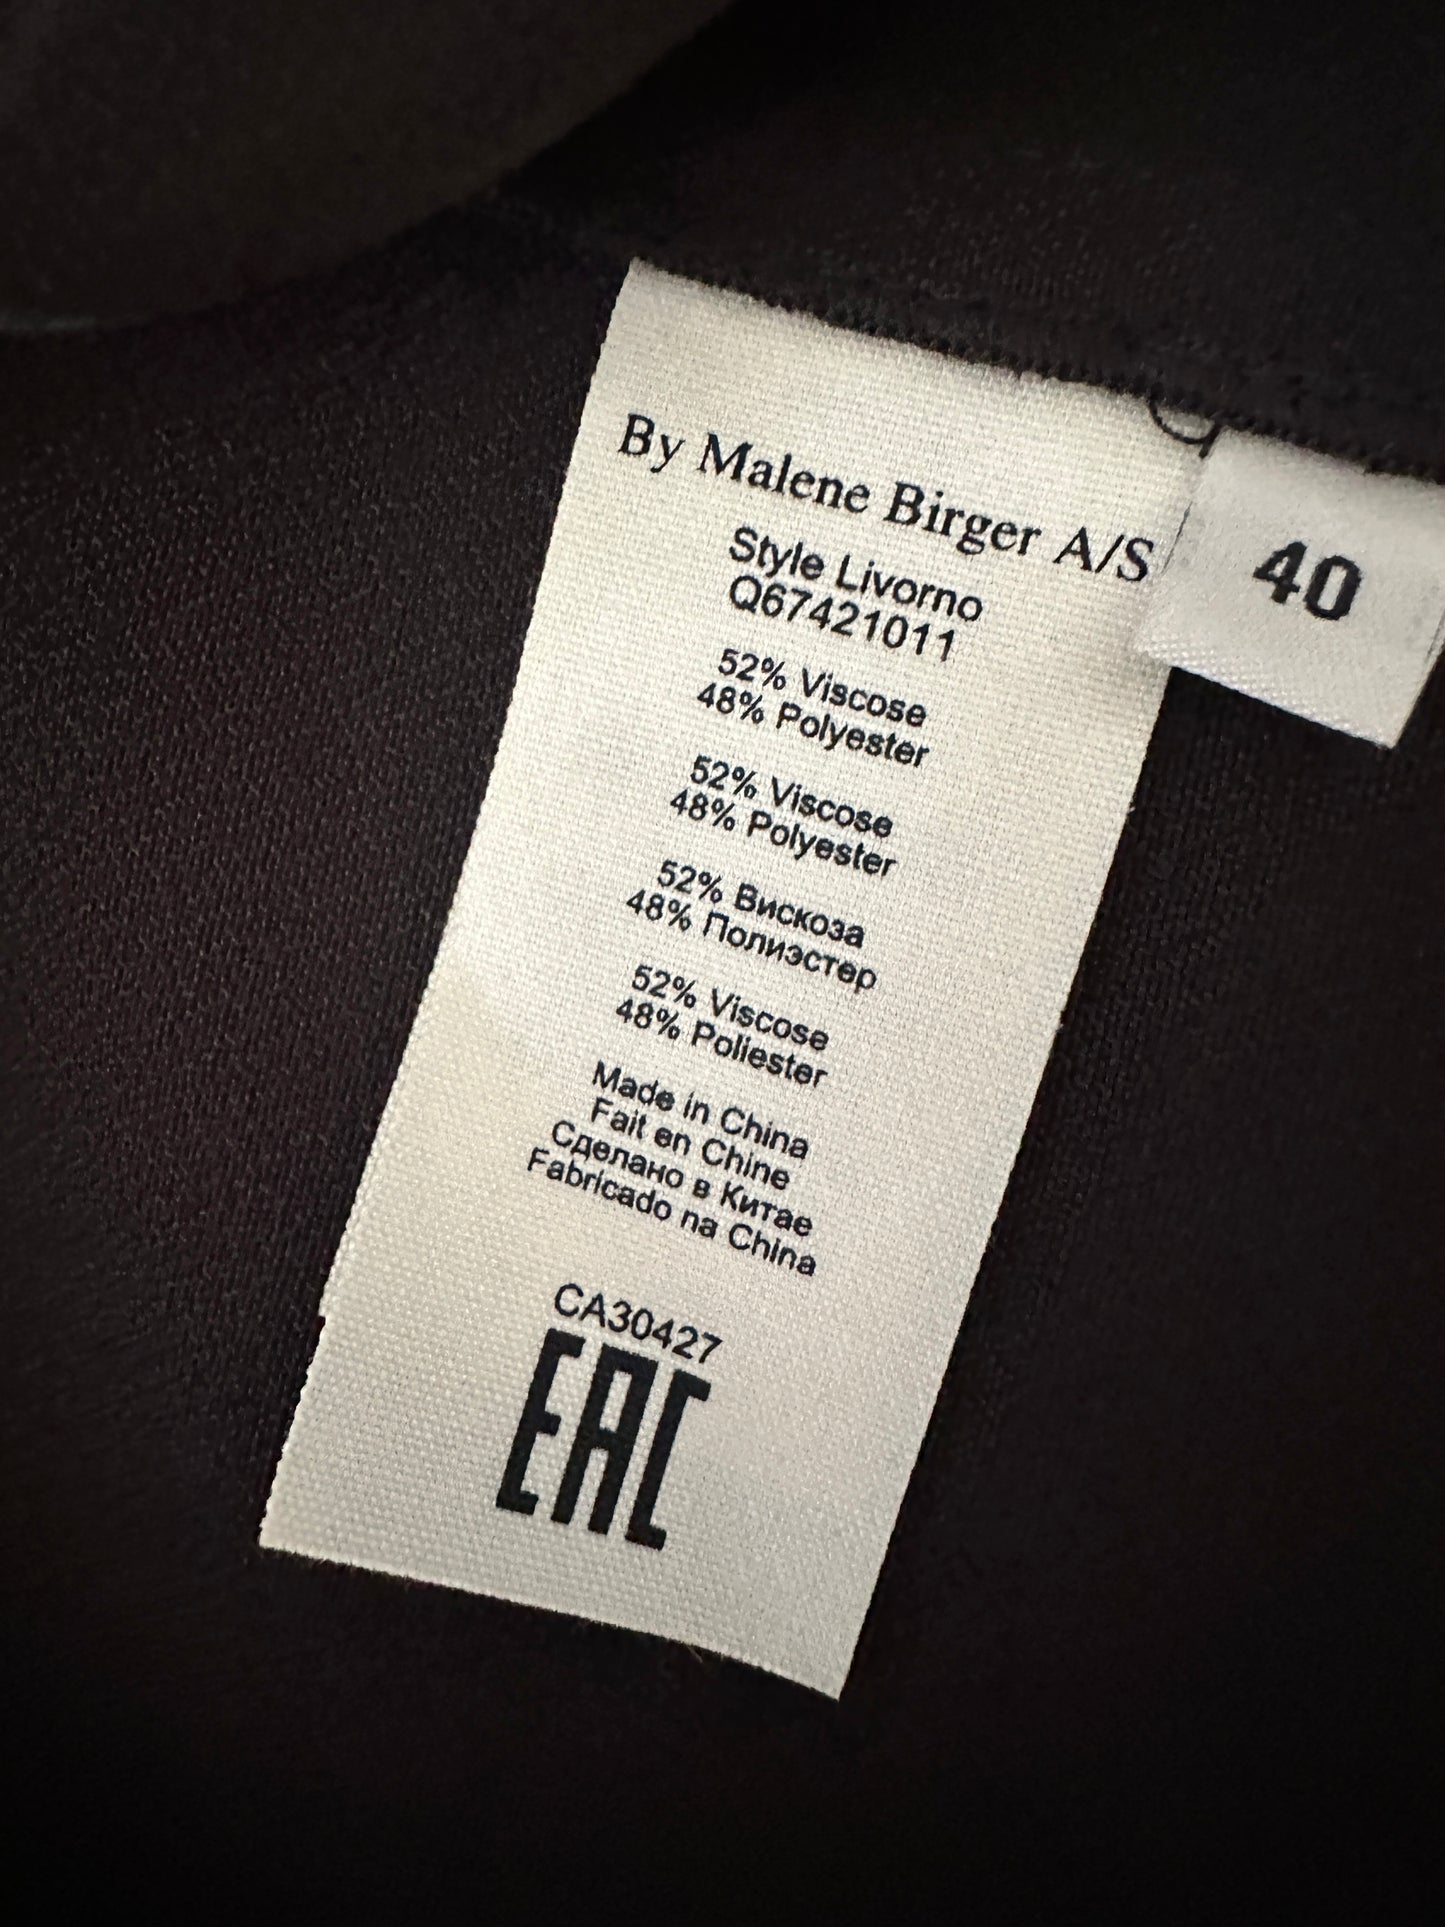 By Malene Birger A/S
40
Style Livorno
Q67421011
52% Viscose
48% Polyester
52% Viscose
48% Polyester
52% Вискоза
48% Полиэстер
52% Viscose
48% Poliester
Made in China
Fait en Chine
Сделано в Китае
Fabricado na China
CA30427
EAC